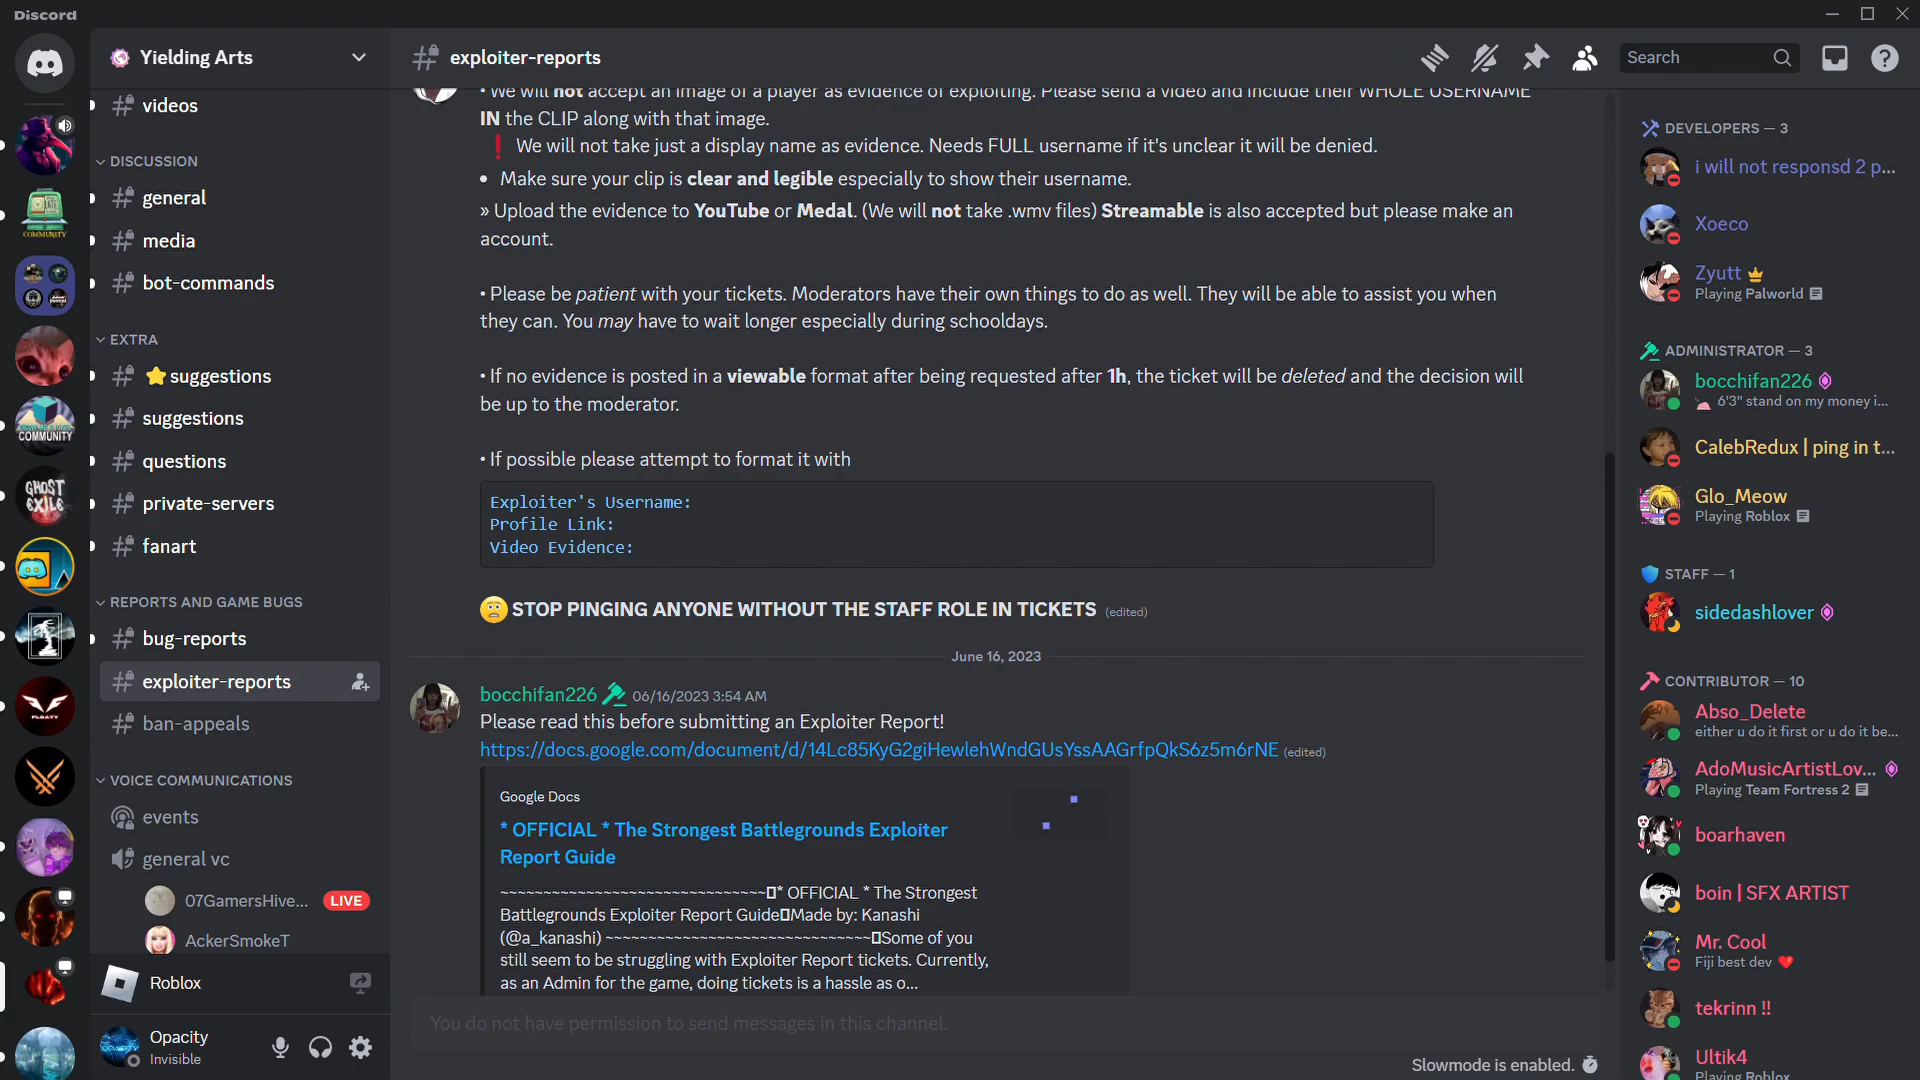 Discord
Yielding Arts
videos
DISCUSSION
general
media
bot-commands
EXTRA
⭐suggestions
suggestions
questions
private-servers
fanart
REPORTS AND GAME BUGS
bug-reports
exploiter-reports
ban-appeals
VOICE COMMUNICATIONS
events
general vc
07GamersHive... LIVE
AckerSmokeT
Roblox
Opacity
Invisible
COMMUNITY
COMMUNITY
GHOST EXILE
FLOATY
exploiter-reports
Search
• We will not accept an image of a player as evidence of exploiting. Please send a video and include their WHOLE USERNAME
IN the CLIP along with that image.
❗ We will not take just a display name as evidence. Needs FULL username if it's unclear it will be denied.
• Make sure your clip is clear and legible especially to show their username.
» Upload the evidence to YouTube or Medal. (We will not take .wmv files) Streamable is also accepted but please make an
account.
• Please be patient with your tickets. Moderators have their own things to do as well. They will be able to assist you when
they can. You may have to wait longer especially during schooldays.
• If no evidence is posted in a viewable format after being requested after 1h, the ticket will be deleted and the decision will
be up to the moderator.
• If possible please attempt to format it with
Exploiter's Username:
Profile Link:
Video Evidence:
STOP PINGING ANYONE WITHOUT THE STAFF ROLE IN TICKETS (edited)
June 16, 2023
bocchifan226 06/16/2023 3:54 AM
Please read this before submitting an Exploiter Report!
https://docs.google.com/document/d/14Lc85KyG2giHewlehWndGUsYssAAGrfpQkS6z5m6rNE (edited)
Google Docs
* OFFICIAL * The Strongest Battlegrounds Exploiter
Report Guide
~~~~~~~~~~~~~~~~~~~~~~~~~~~~~~* OFFICIAL * The Strongest
Battlegrounds Exploiter Report GuideMade by: Kanashi
(@a_kanashi) ~~~~~~~~~~~~~~~~~~~~~~~~~~~~~~Some of you
still seem to be struggling with Exploiter Report tickets. Currently,
as an Admin for the game, doing tickets is a hassle as o...
You do not have permission to send messages in this channel.
Slowmode is enabled.
DEVELOPERS — 3
i will not responsd 2 p...
Xoeco
Zyutt
Playing Palworld
ADMINISTRATOR — 3
bocchifan226
6'3" stand on my money i...
CalebRedux | ping in t...
Glo_Meow
Playing Roblox
STAFF — 1
sidedashlover
CONTRIBUTOR — 10
Abso_Delete
either u do it first or u do it be...
AdoMusicArtistLov...
Playing Team Fortress 2
boarhaven
boin | SFX ARTIST
Mr. Cool
Fiji best dev ❤️
tekrinn !!
Ultik4
Playing Roblox